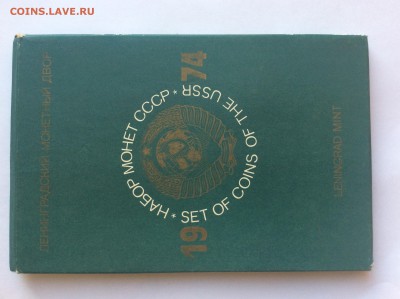 COINS.LAVE.RU
ЛЕНИНГРАДСКИЙ МОНЕТНЫЙ ДВОР
НАБОР МОНЕТ СССР *
SET OF COINS OF THE USSR *
19 74
LENINGRAD MINT